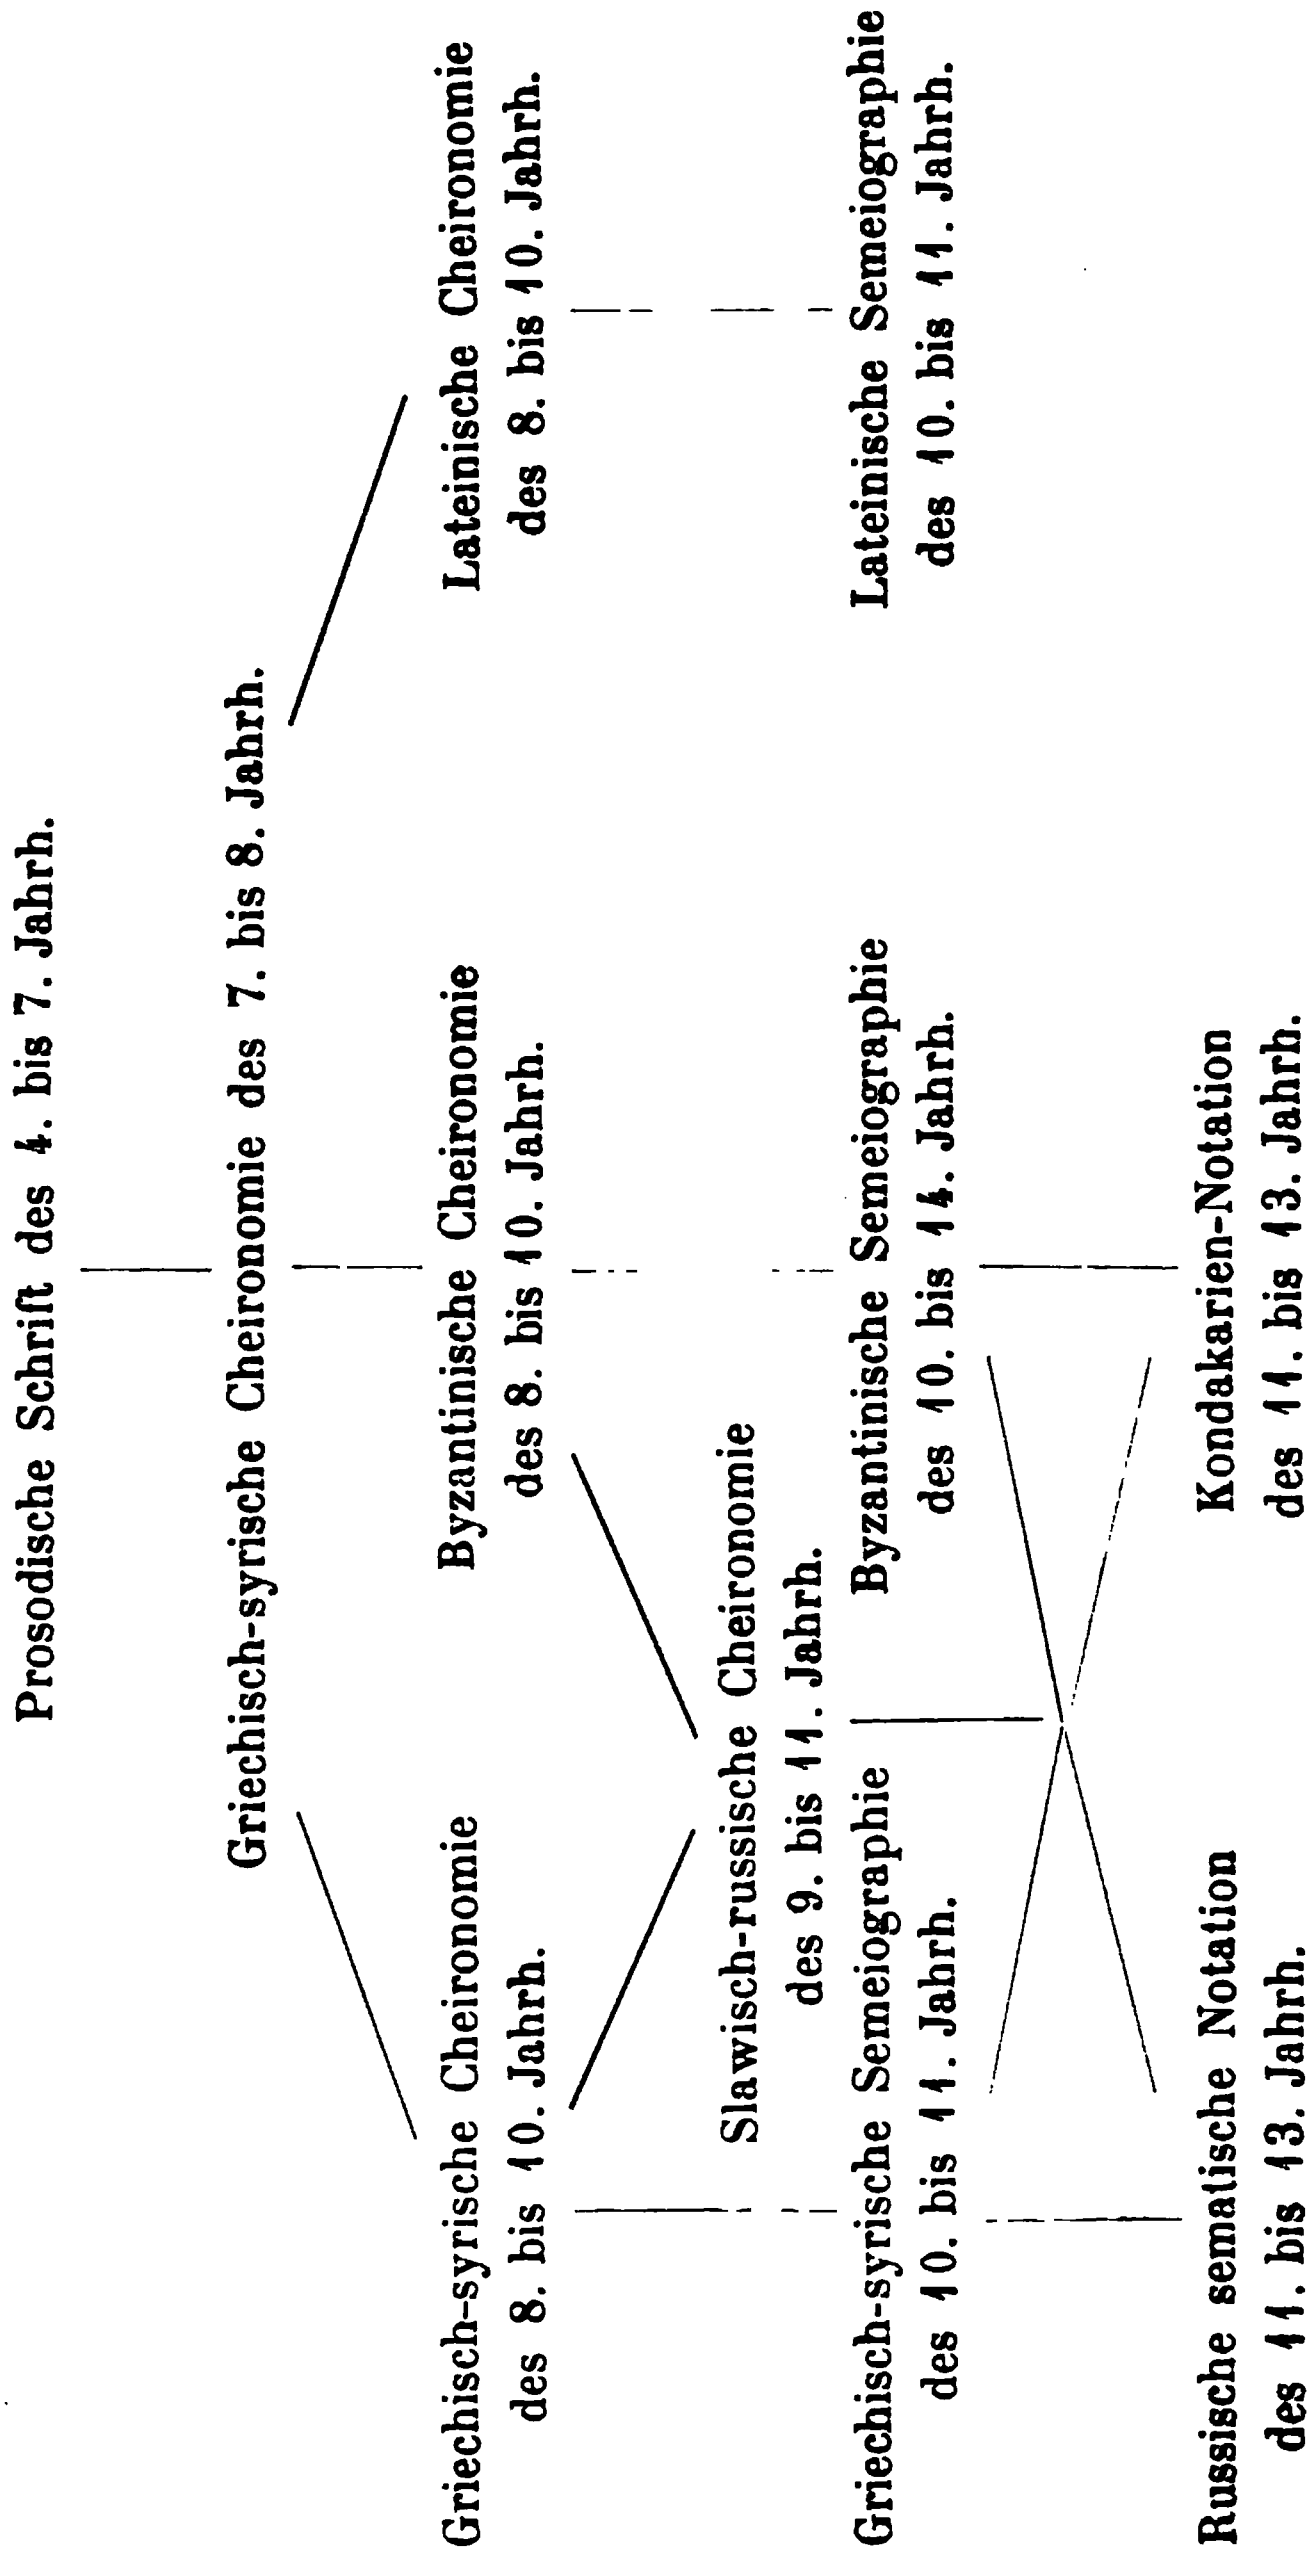 Prosodische Schrift des 4. bis 7. Jahrh.
Griechisch-syrische Cheironomie des 7. bis 8. Jahrh.
Griechisch-syrische Cheironomie
des 8. bis 10. Jahrh.
Byzantinische Cheironomie
des 8. bis 10. Jahrh.
Lateinische Cheironomie
des 8. bis 10. Jahrh.
Slawisch-russische Cheironomie
des 9. bis 11. Jahrh.
Griechisch-syrische Semeiographie
des 10. bis 11. Jahrh.
Byzantinische Semeiographie
des 10. bis 14. Jahrh.
Lateinische Semeiographie
des 10. bis 11. Jahrh.
Russische sematische Notation
des 11. bis 13. Jahrh.
Kondakarien-Notation
des 11. bis 13. Jahrh.